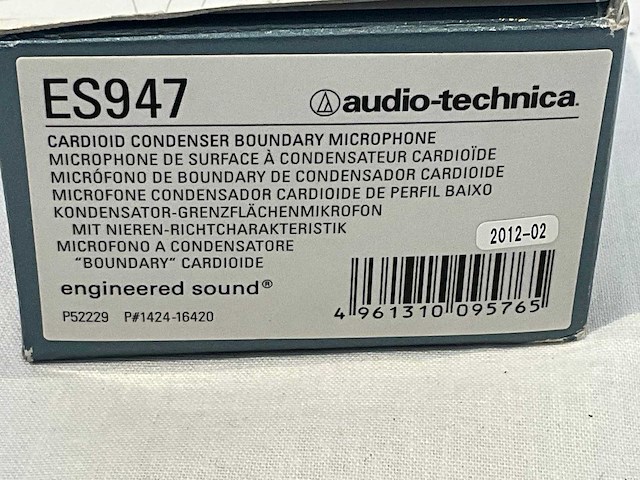 ES947
audio-technica.
CARDIOID CONDENSER BOUNDARY MICROPHONE
MICROPHONE DE SURFACE À CONDENSATEUR CARDIOÏDE
MICRÓFONO DE BOUNDARY DE CONDENSADOR CARDIOIDE
MICROFONE CONDENSADOR CARDIOIDE DE PERFIL BAIXO
KONDENSATOR-GRENZFLÄCHENMIKROFON
MIT NIEREN-RICHTCHARAKTERISTIK
MICROFONO A CONDENSATORE
"BOUNDARY" CARDIOIDE
2012-02
engineered sound®
P52229 P#1424-16420
4 961310 095765